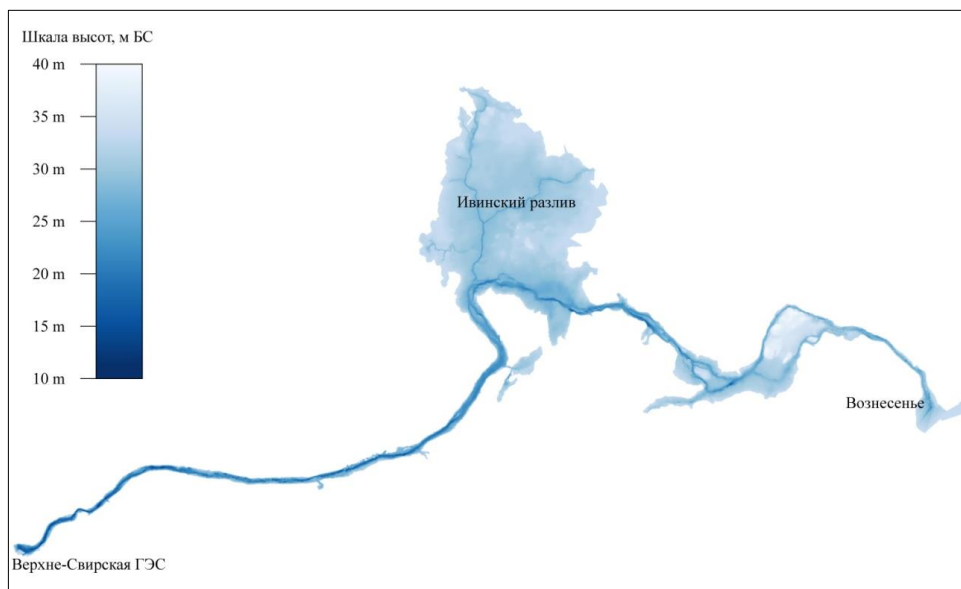 Шкала высот, м БС
40 m
35 m
30 m
25 m
20 m
15 m
10 m
Ивинский разлив
Вознесенье
Верхне-Свирская ГЭС